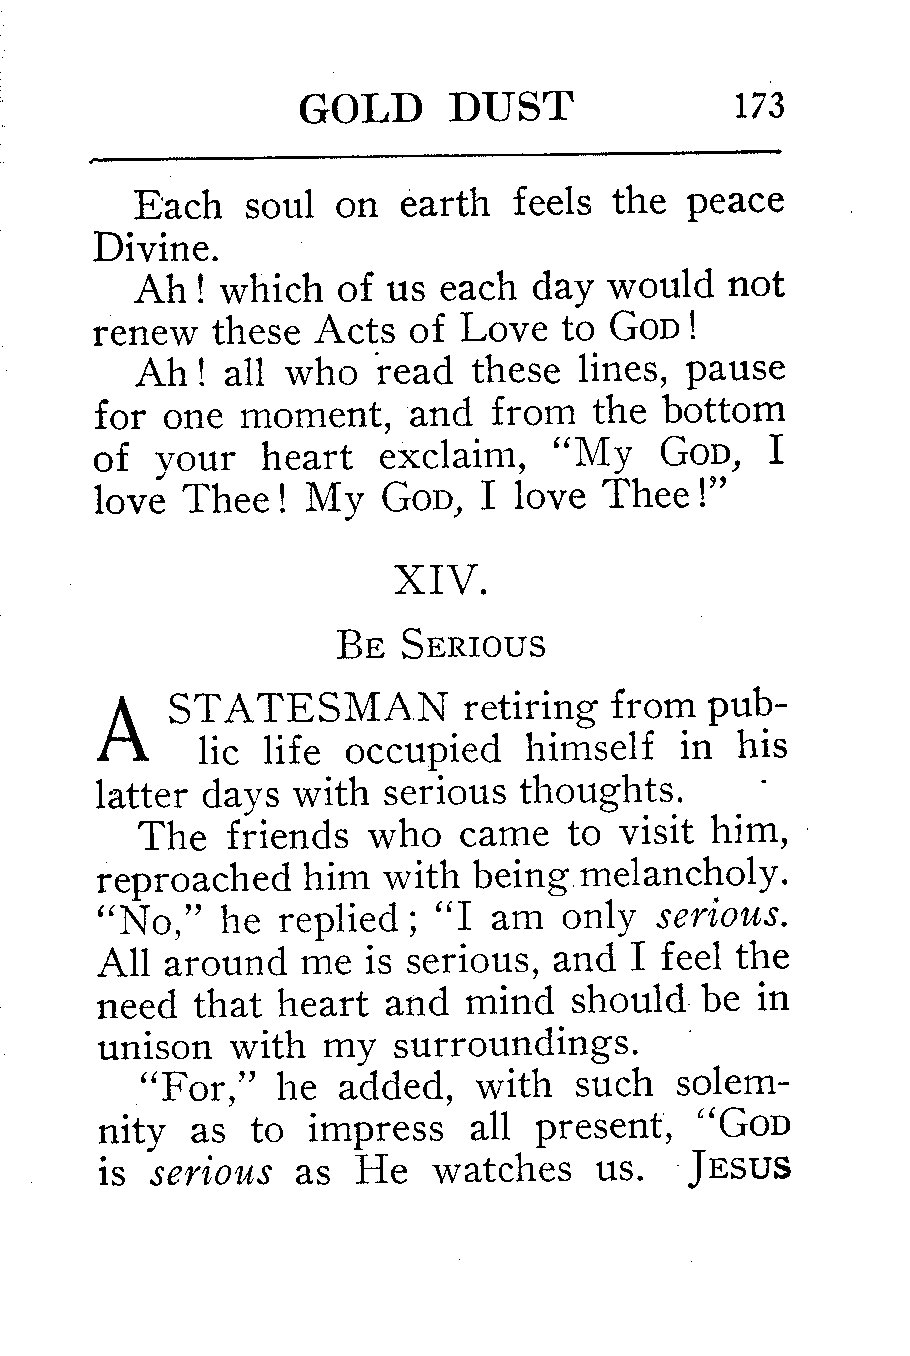 GOLD DUST 173
Each soul on earth feels the peace
Divine.
Ah! which of us each day would not
renew these Acts of Love to GOD!
Ah! all who read these lines, pause
for one moment, and from the bottom
of your heart exclaim, “My GOD, I
love Thee! My GOD, I love Thee!”
XIV.
BE SERIOUS
A STATESMAN retiring from pub-
lic life occupied himself in his
latter days with serious thoughts.
The friends who came to visit him,
reproached him with being melancholy.
“No,” he replied; “I am only serious.
All around me is serious, and I feel the
need that heart and mind should be in
unison with my surroundings.
“For,” he added, with such solem-
nity as to impress all present, “GOD
is serious as He watches us. JESUS